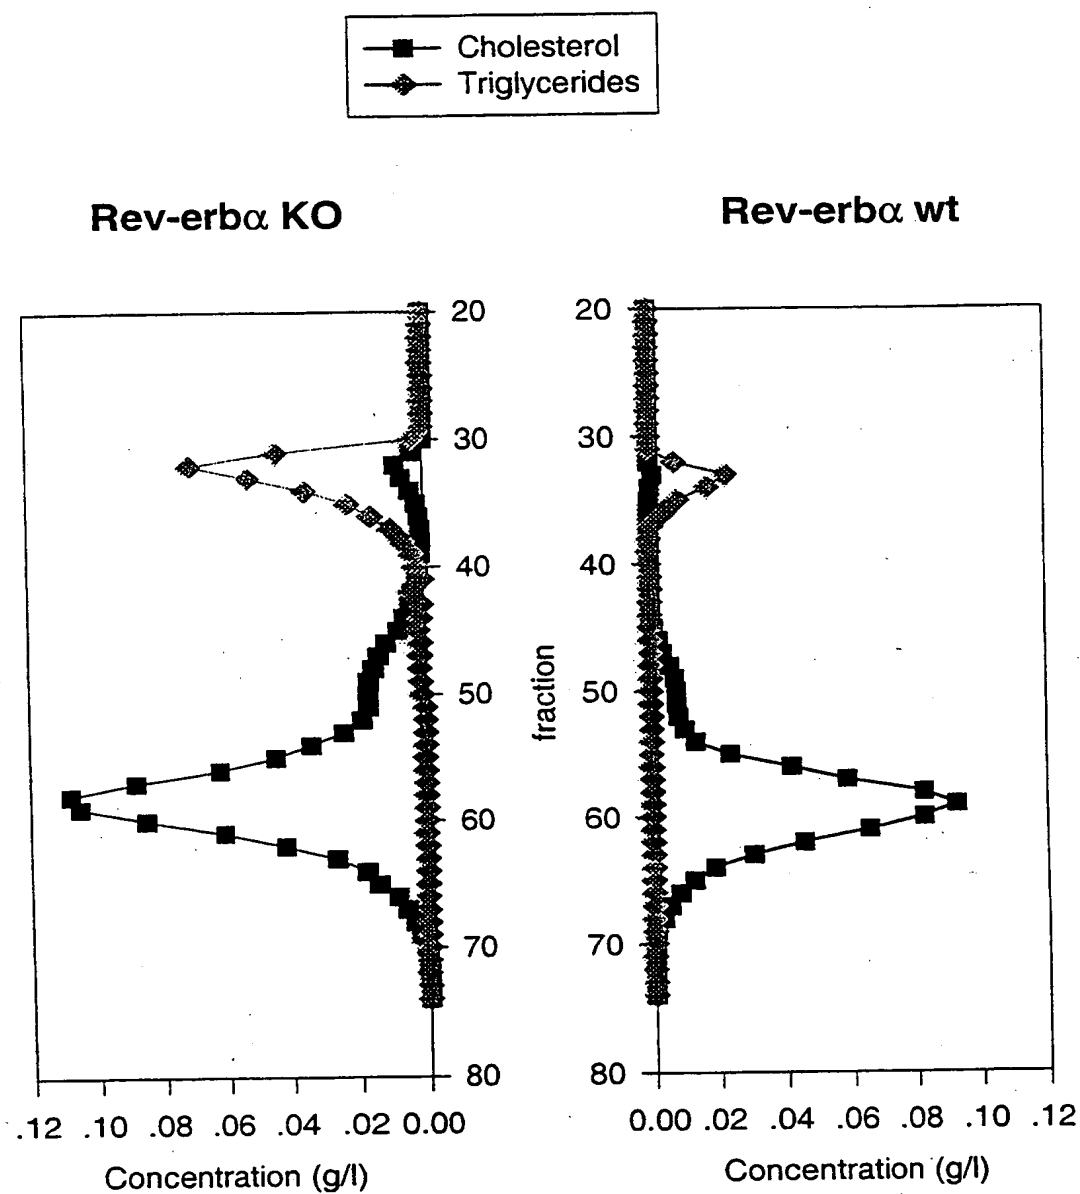 Cholesterol
Triglycerides
Rev-erbα KO
Rev-erbα wt
20
30
40
50
60
70
80
20
30
40
50
60
70
80
fraction
.12 .10 .08 .06 .04 .02 0.00
0.00 .02 .04 .06 .08 .10 .12
Concentration (g/l)
Concentration (g/l)